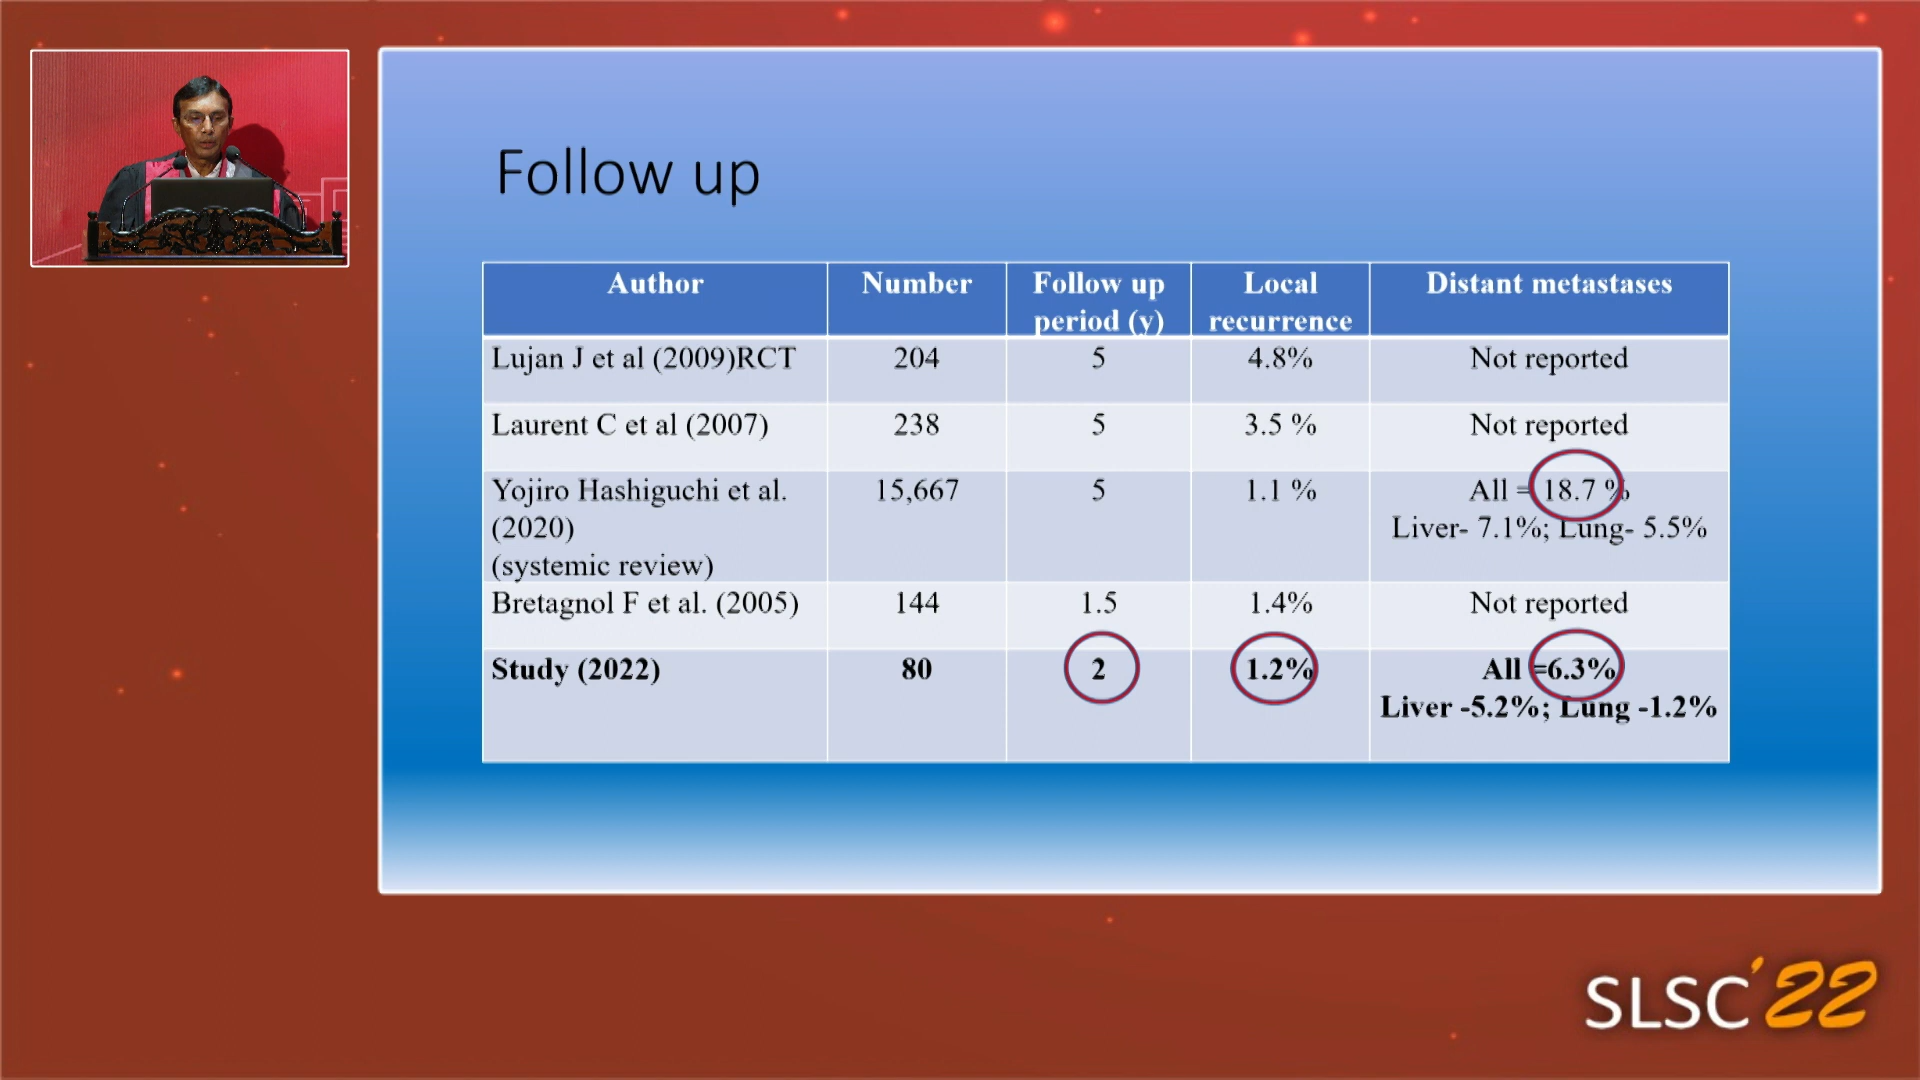 Follow up
Author Number Follow up period (y) Local recurrence Distant metastases
Lujan J et al (2009)RCT 204 5 4.8% Not reported
Laurent C et al (2007) 238 5 3.5 % Not reported
Yojiro Hashiguchi et al. 15,667 5 1.1 % All = 18.7 %
(2020) Liver- 7.1%; Lung- 5.5%
(systemic review)
Bretagnol F et al. (2005) 144 1.5 1.4% Not reported
Study (2022) 80 2 1.2% All =6.3%
Liver -5.2%; Lung -1.2%
SLSC'22